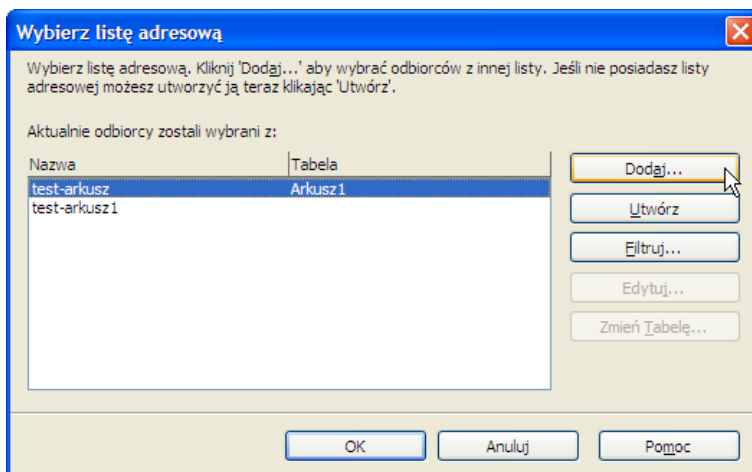 Wybierz listę adresową
Wybierz listę adresową. Kliknij 'Dodaj...' aby wybrać odbiorców z innej listy. Jeśli nie posiadasz listy
adresowej możesz utworzyć ją teraz klikając 'Utwórz'.
Aktualnie odbiorcy zostali wybrani z:
Nazwa Tabela
test-arkusz Arkusz1
test-arkusz1
Dodaj...
Utwórz
Filtruj...
Edytuj...
Zmień Tabelę...
OK Anuluj Pomoc